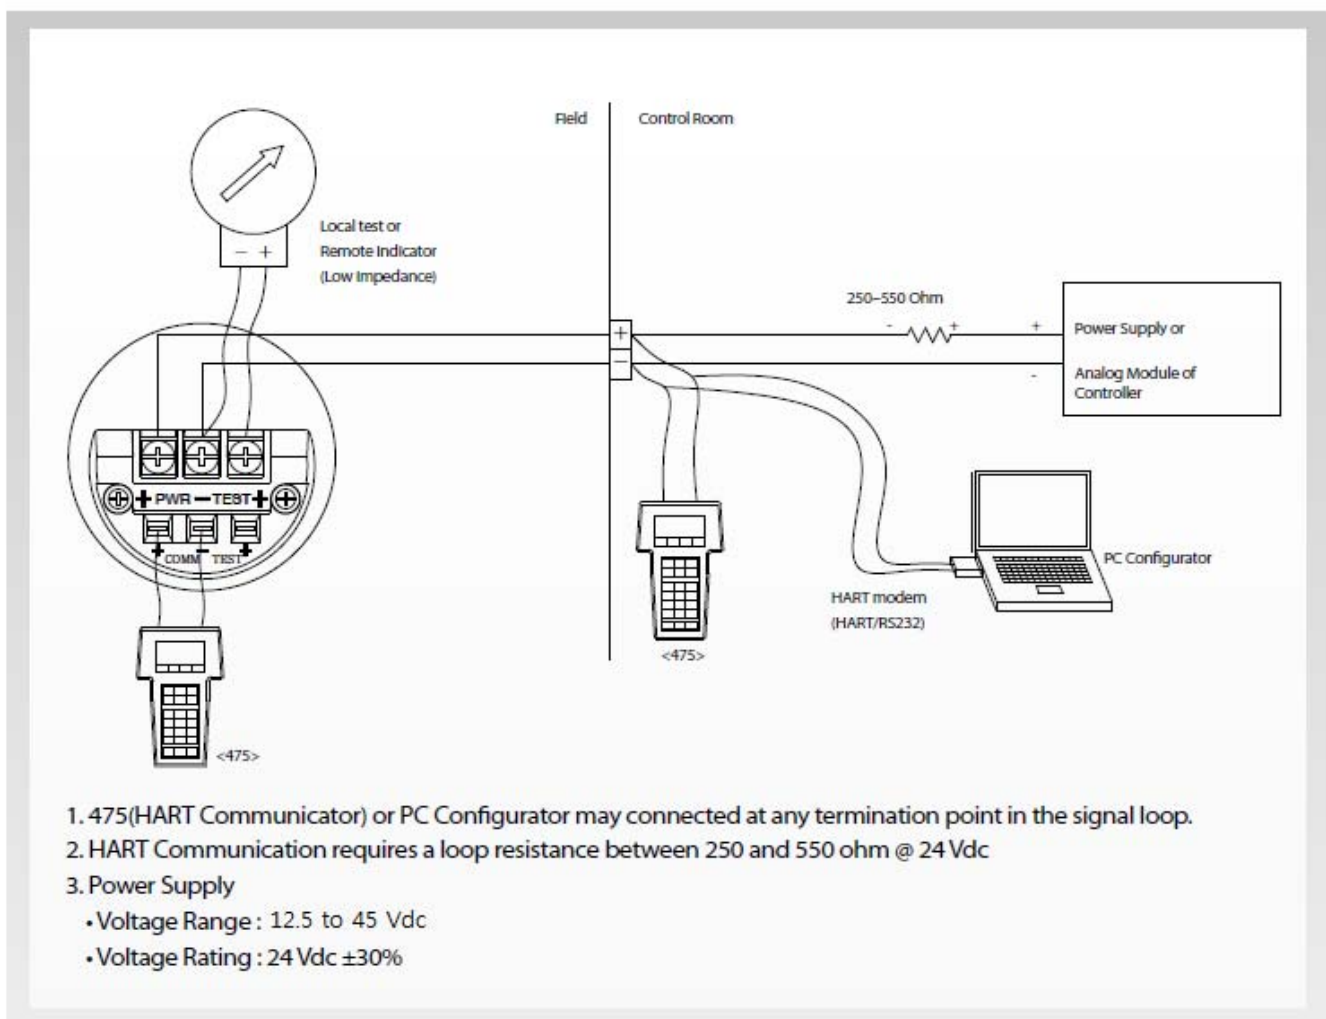 Field
Control Room
Local test or
Remote Indicator
(Low Impedance)
- +
250~550 Ohm
- +
+
-
Power Supply or
Analog Module of
Controller
+
-
+ PWR - TEST +
+ COMM - TEST +
HART modem
(HART/RS232)
PC Configurator
<475>
<475>
1. 475(HART Communicator) or PC Configurator may connected at any termination point in the signal loop.
2. HART Communication requires a loop resistance between 250 and 550 ohm @ 24 Vdc
3. Power Supply
• Voltage Range : 12.5 to 45 Vdc
• Voltage Rating : 24 Vdc ±30%